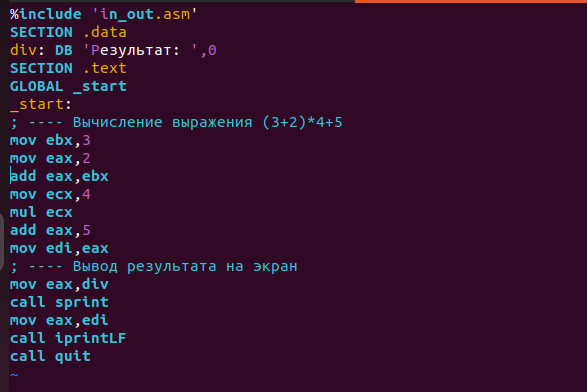 %include 'in_out.asm'
SECTION .data
div: DB 'Результат: ',0
SECTION .text
GLOBAL _start
_start:
; ---- Вычисление выражения (3+2)*4+5
mov ebx,3
mov eax,2
add eax,ebx
mov ecx,4
mul ecx
add eax,5
mov edi,eax
; ---- Вывод результата на экран
mov eax,div
call sprint
mov eax,edi
call iprintLF
call quit
~